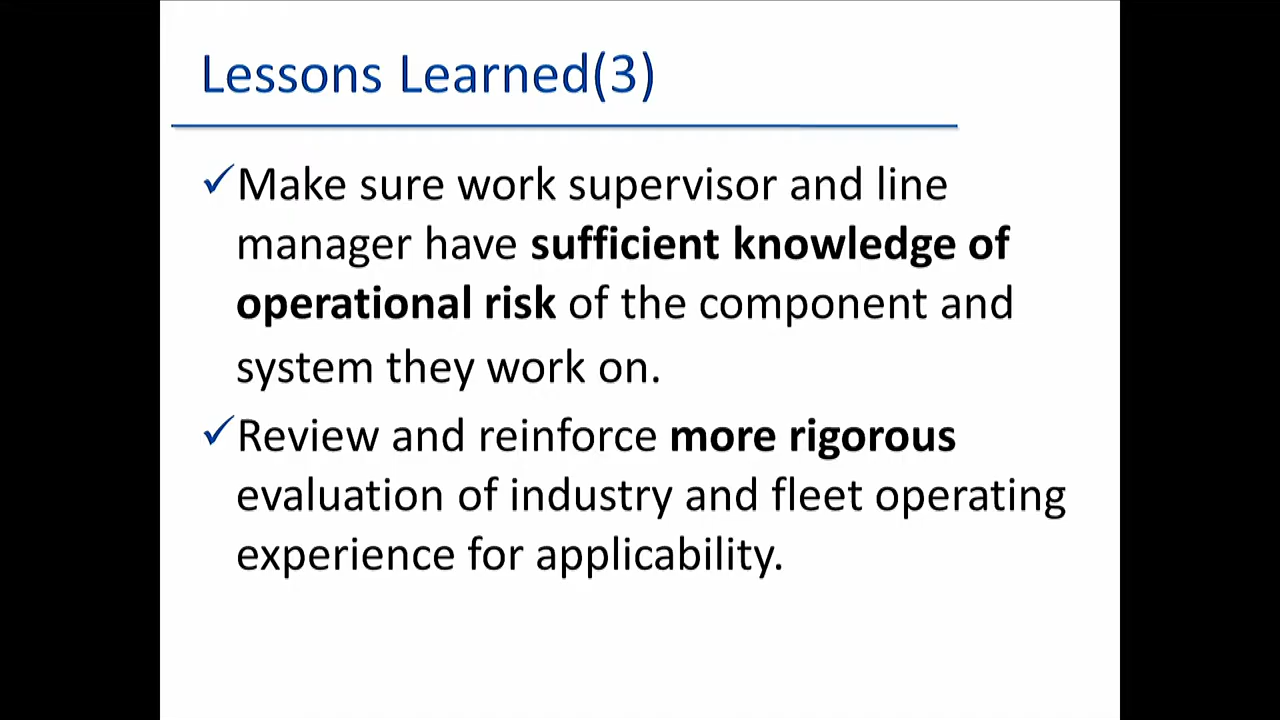 Lessons Learned(3)
✓Make sure work supervisor and line
manager have sufficient knowledge of
operational risk of the component and
system they work on.
✓Review and reinforce more rigorous
evaluation of industry and fleet operating
experience for applicability.